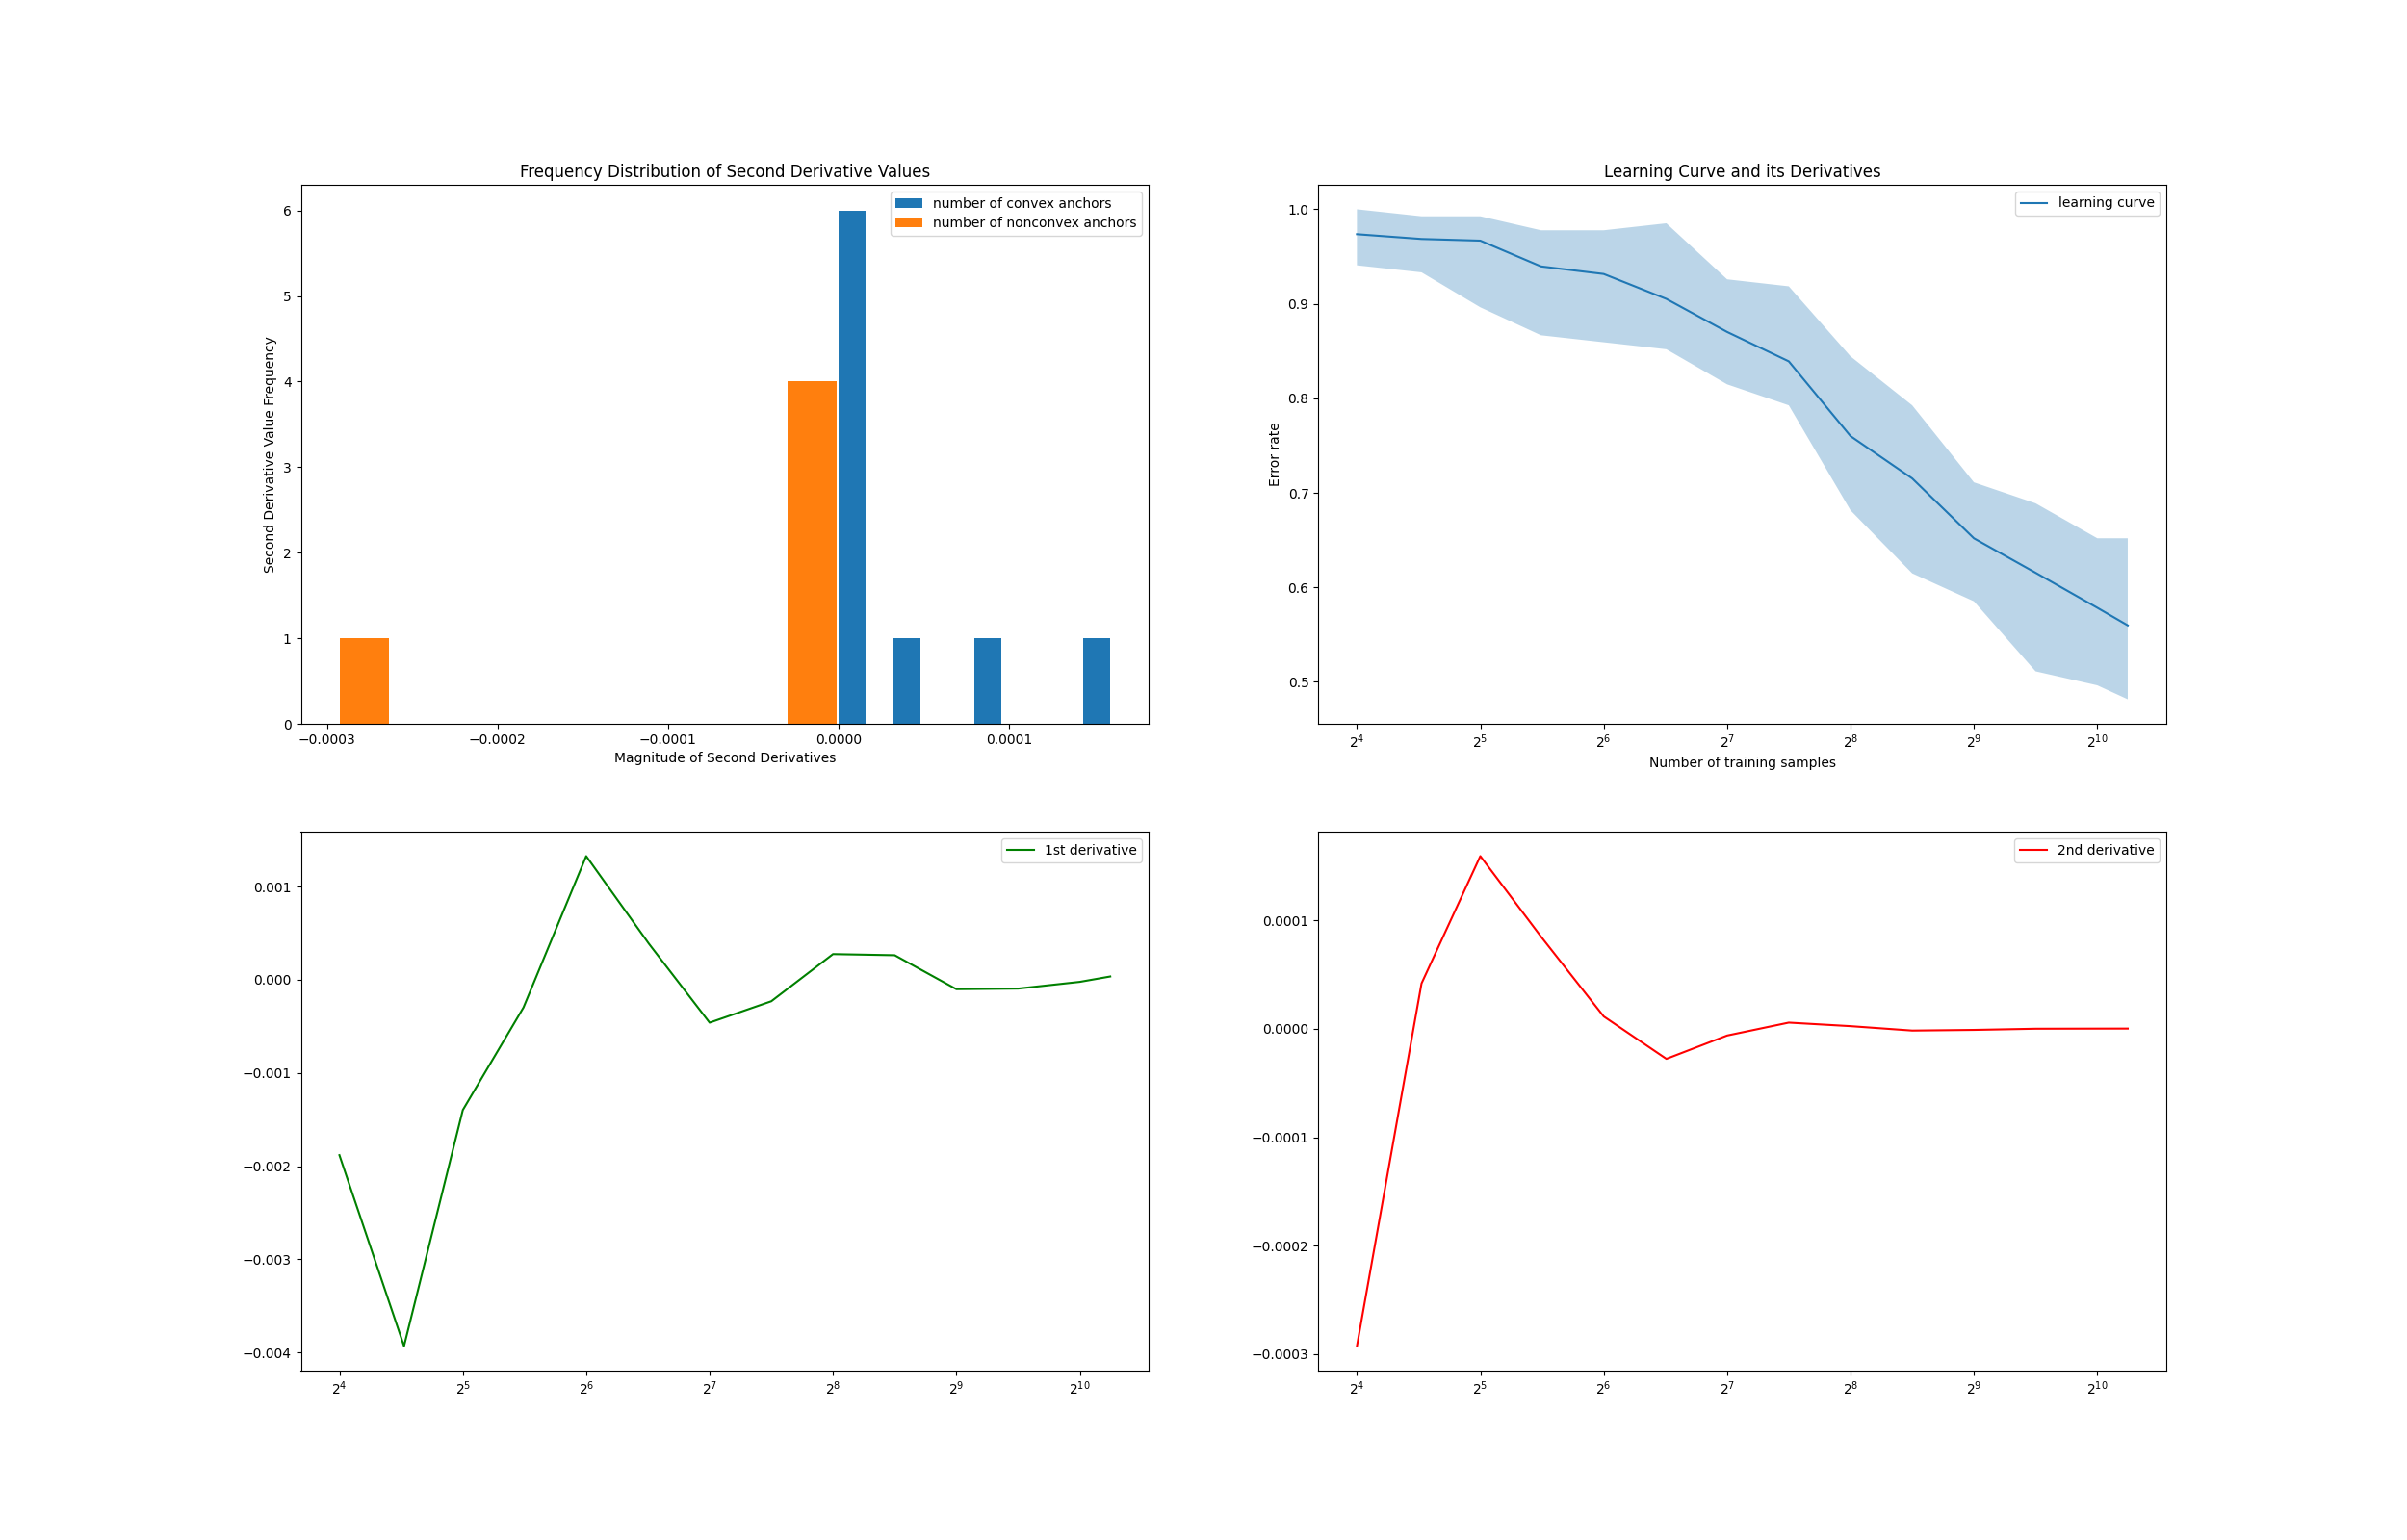 Frequency Distribution of Second Derivative Values
number of convex anchors
number of nonconvex anchors
Second Derivative Value Frequency
6
5
4
3
2
1
0
−0.0003 −0.0002 −0.0001 0.0000 0.0001
Magnitude of Second Derivatives
Learning Curve and its Derivatives
learning curve
Error rate
1.0
0.9
0.8
0.7
0.6
0.5
2⁴ 2⁵ 2⁶ 2⁷ 2⁸ 2⁹ 2¹⁰
Number of training samples
1st derivative
0.001
0.000
−0.001
−0.002
−0.003
−0.004
2⁴ 2⁵ 2⁶ 2⁷ 2⁸ 2⁹ 2¹⁰
2nd derivative
0.0001
0.0000
−0.0001
−0.0002
−0.0003
2⁴ 2⁵ 2⁶ 2⁷ 2⁸ 2⁹ 2¹⁰